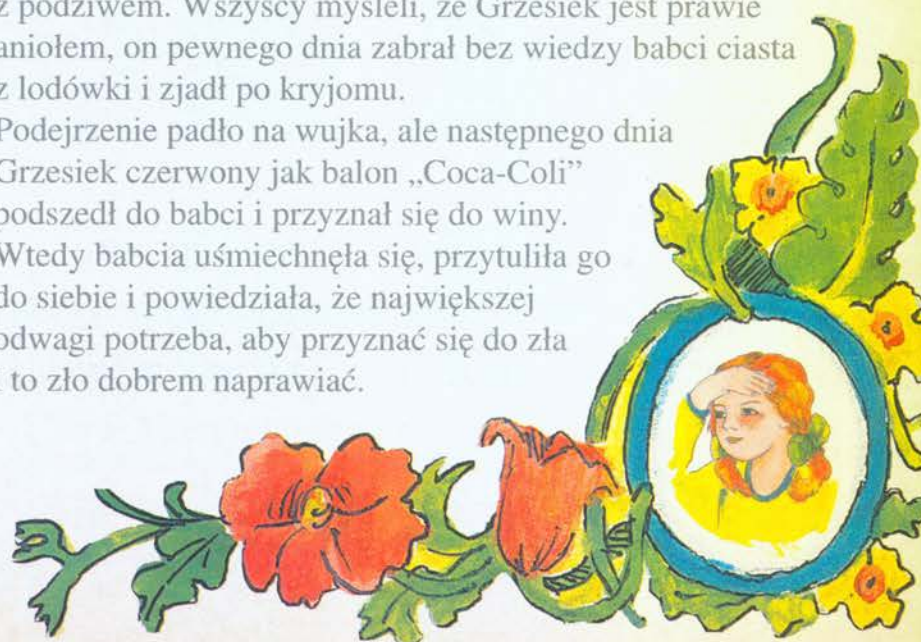 z podziwem. Wszyscy myśleli, że Grzesiek jest prawie
aniołem, on pewnego dnia zabrał bez wiedzy babci ciasta
z lodówki i zjadł po kryjomu.
Podejrzenie padło na wujka, ale następnego dnia
Grzesiek czerwony jak balon „Coca-Coli”
podszedł do babci i przyznał się do winy.
Wtedy babcia uśmiechnęła się, przytuliła go
do siebie i powiedziała, że największej
odwagi potrzeba, aby przyznać się do zła
i to zło dobrem naprawiać.